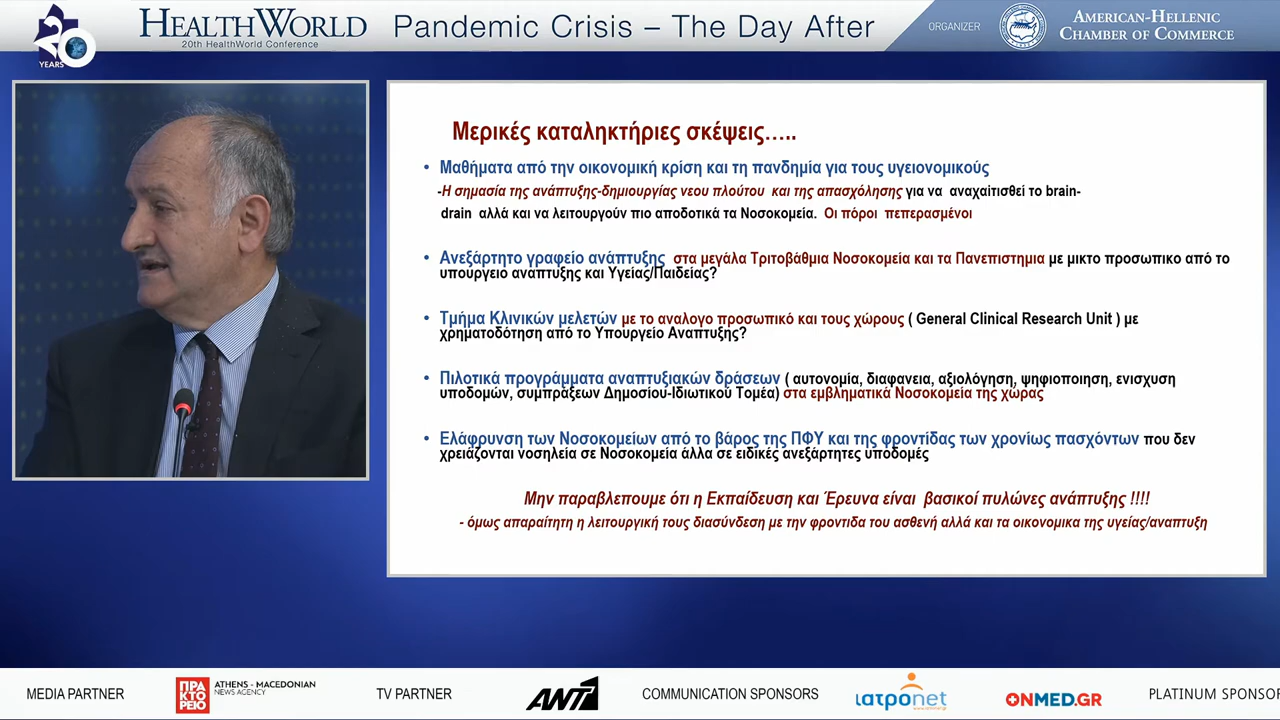 20
YEARS
HEALTHWORLD
20th HealthWorld Conference
Pandemic Crisis – The Day After
ORGANIZER
AMERICAN-HELLENIC
CHAMBER OF COMMERCE
Μερικές καταληκτήριες σκέψεις…..
• Μαθήματα από την οικονομική κρίση και τη πανδημία για τους υγειονομικούς
-Η σημασία της ανάπτυξης-δημιουργίας νεου πλούτου και της απασχόλησης για να αναχαιτισθεί το brain-
drain αλλά και να λειτουργούν πιο αποδοτικά τα Νοσοκομεία. Οι πόροι πεπερασμένοι
• Ανεξάρτητο γραφείο ανάπτυξης στα μεγάλα Τριτοβάθμια Νοσοκομεία και τα Πανεπιστημια με μικτο προσωπικο από το
υπουργειο ανάπτυξης και Υγείας/Παιδείας?
• Τμήμα Κλινικών μελετών με το αναλογο προσωπικό και τους χώρους ( General Clinical Research Unit ) με
χρηματοδότηση από το Υπουργείο Αναπτυξης?
• Πιλοτικά προγράμματα αναπτυξιακών δράσεων ( αυτονομία, διαφανεια, αξιολόγηση, ψηφιοποιηση, ενισχυση
υποδομών, συμπράξεων Δημοσίου-Ιδιωτικού Τομέα) στα εμβληματικά Νοσοκομεία της χώρας
• Ελάφρυνση των Νοσοκομείων από το βάρος της ΠΦΥ και της φροντίδας των χρονίως πασχόντων που δεν
χρειάζονται νοσηλεία σε Νοσοκομεία άλλα σε ειδικές ανεξάρτητες υποδομές
Μην παραβλεπουμε ότι η Εκπαίδευση και Έρευνα είναι βασικοί πυλώνες ανάπτυξης !!!!
- όμως απαραίτητη η λειτουργική τους διασύνδεση με την φροντιδα του ασθενή αλλά και τα οικονομικα της υγείας/αναπτυξη
MEDIA PARTNER
ΠΡΑ
ΚΤΟ
ΡΕΙΟ
ATHENS - MACEDONIAN
NEWS AGENCY
TV PARTNER
ANT1
COMMUNICATION SPONSORS
ιατρονet
ONMED.GR
PLATINUM SPONSOR